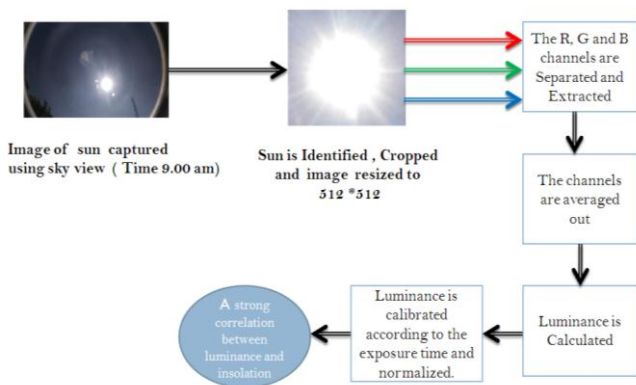 Image of sun captured
using sky view ( Time 9.00 am)
Sun is Identified , Cropped
and image resized to
512 *512
The R, G and B
channels are
Separated and
Extracted
The channels
are averaged
out
Luminance is
Calculated
Luminance is
calibrated
according to the
exposure time and
normalized.
A strong
correlation
between
luminance and
insolation